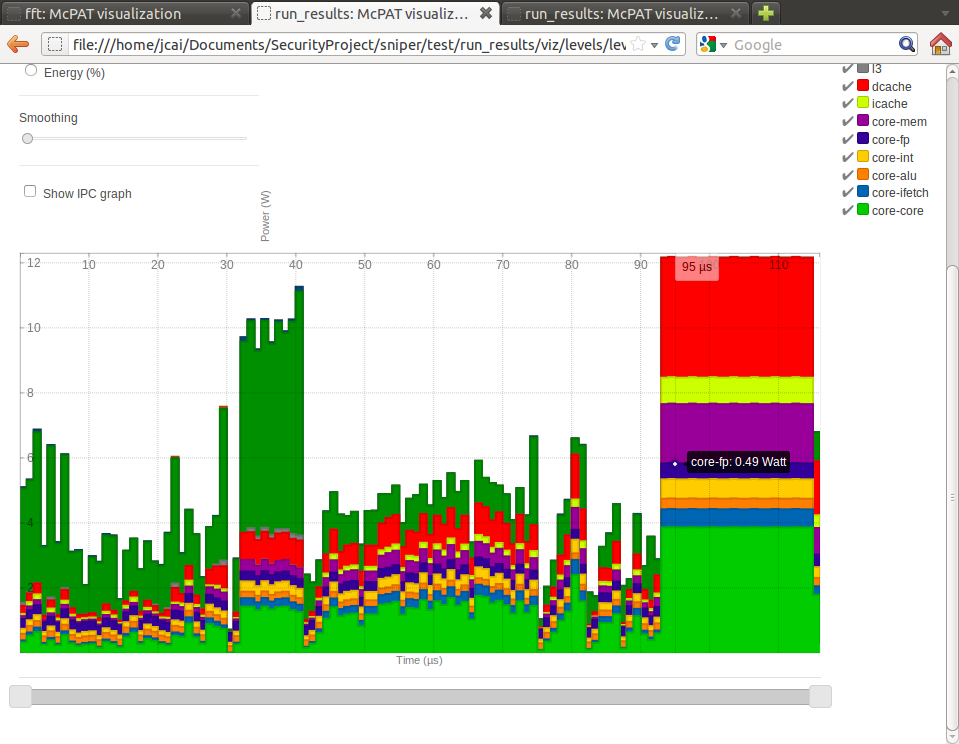 fft: McPAT visualization
run_results: McPAT visualiz...
run_results: McPAT visualiz...
file:///home/jcai/Documents/SecurityProject/sniper/test/run_results/viz/levels/lev
Google
Energy (%)
Smoothing
Show IPC graph
Power (W)
l3
dcache
icache
core-mem
core-fp
core-int
core-alu
core-ifetch
core-core
12 10 20 30 40 50 60 70 80 90 110
95 µs
10
8
6
core-fp: 0.49 Watt
4
2
Time (µs)